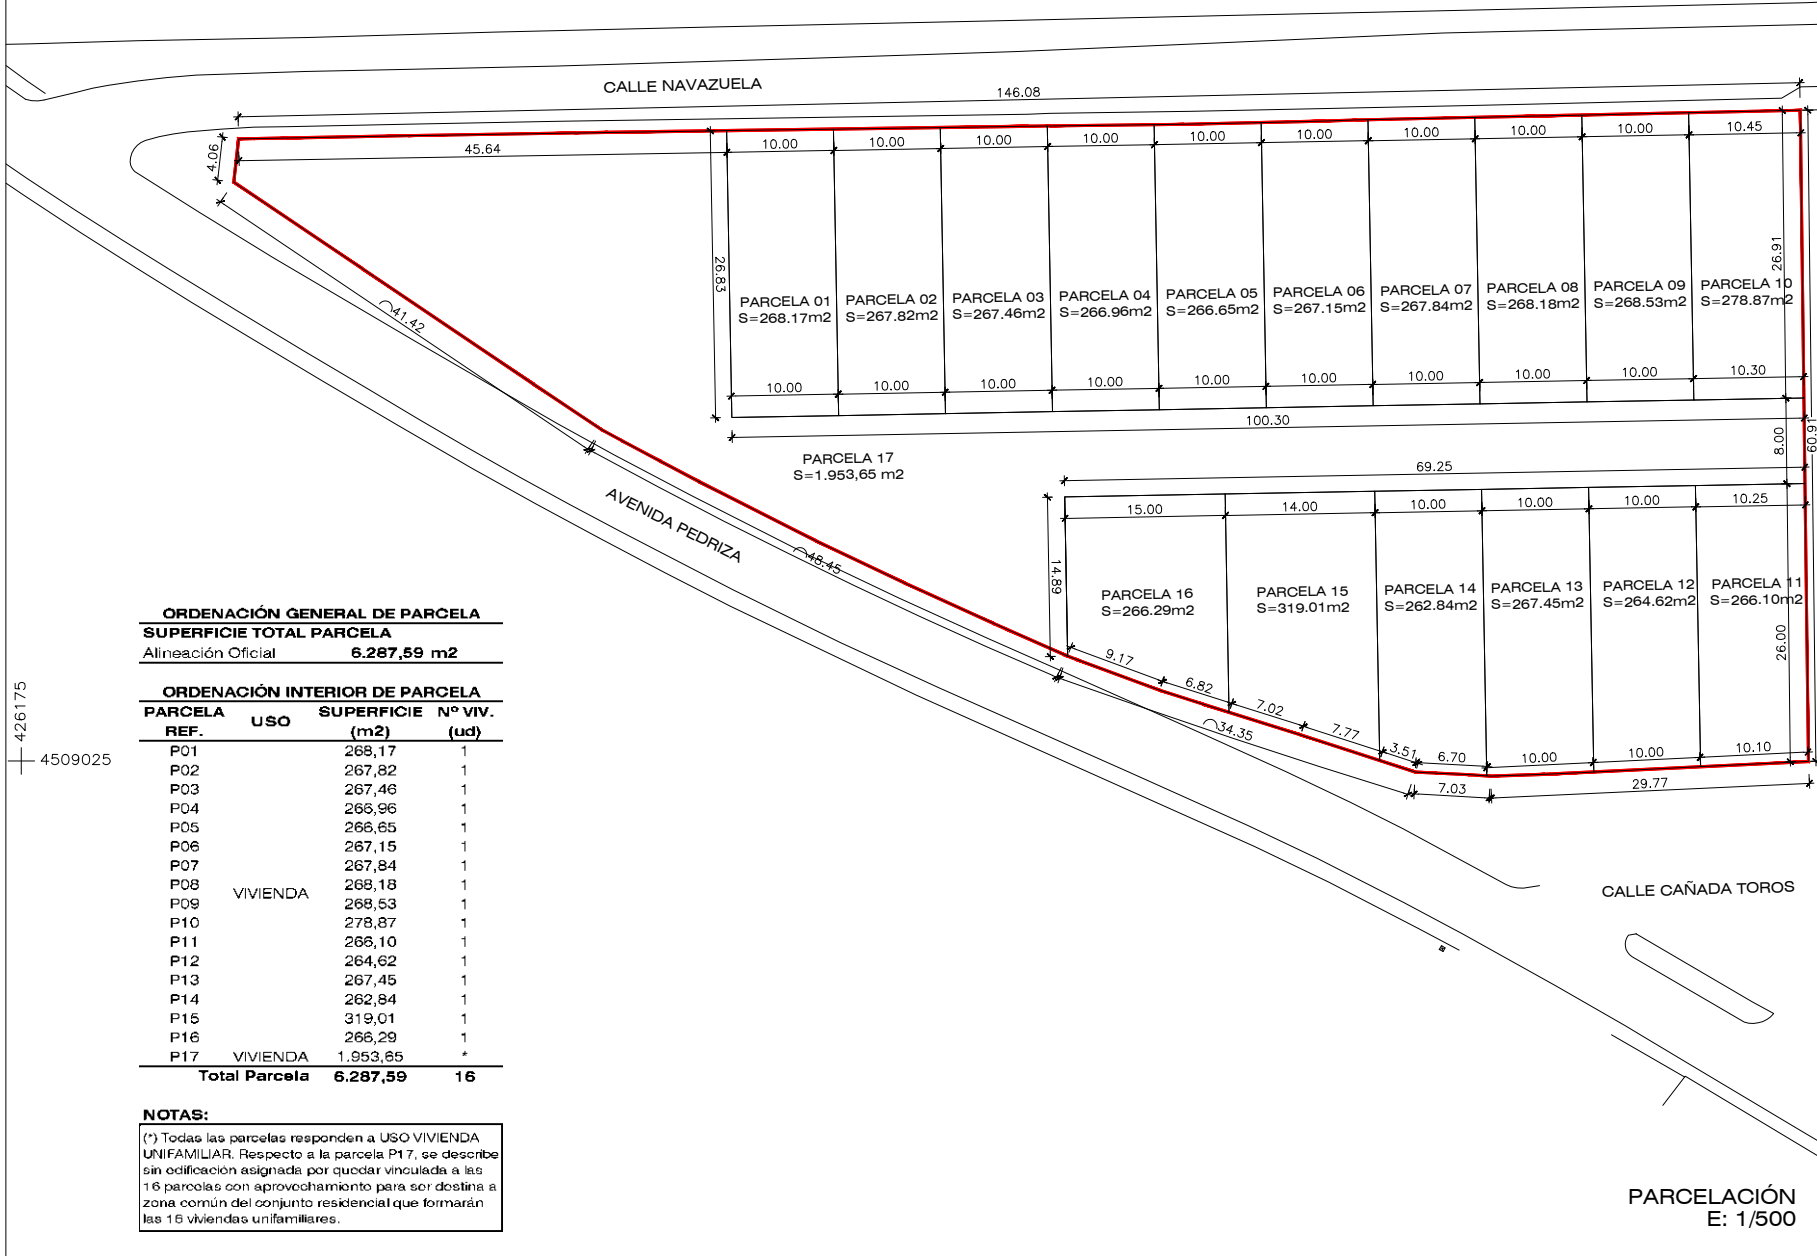 CALLE NAVAZUELA
146.08
4.06
45.64
10.00
10.00
10.00
10.00
10.00
10.00
10.00
10.00
10.00
10.45
26.83
26.91
41.42
PARCELA 01
S=268.17m2
PARCELA 02
S=267.82m2
PARCELA 03
S=267.46m2
PARCELA 04
S=266.96m2
PARCELA 05
S=266.65m2
PARCELA 06
S=267.15m2
PARCELA 07
S=267.84m2
PARCELA 08
S=268.18m2
PARCELA 09
S=268.53m2
PARCELA 10
S=278.87m2
10.00
10.00
10.00
10.00
10.00
10.00
10.00
10.00
10.00
10.30
100.30
8.00
60.91
PARCELA 17
S=1.953,65 m2
69.25
AVENIDA PEDRIZA
48.45
15.00
14.00
10.00
10.00
10.00
10.25
14.89
PARCELA 16
S=266.29m2
PARCELA 15
S=319.01m2
PARCELA 14
S=262.84m2
PARCELA 13
S=267.45m2
PARCELA 12
S=264.62m2
PARCELA 11
S=266.10m2
26.00
9.17
6.82
7.02
7.77
3.51
6.70
10.00
10.00
10.10
34.35
7.03
29.77
CALLE CAÑADA TOROS
426175
4509025
ORDENACIÓN GENERAL DE PARCELA
SUPERFICIE TOTAL PARCELA
Alineación Oficial 6.287,59 m2
ORDENACIÓN INTERIOR DE PARCELA
PARCELA USO SUPERFICIE Nº VIV.
REF. (m2) (ud)
P01 268,17 1
P02 267,82 1
P03 267,46 1
P04 266,96 1
P05 266,65 1
P06 267,15 1
P07 267,84 1
P08 268,18 1
VIVIENDA
P09 268,53 1
P10 278,87 1
P11 266,10 1
P12 264,62 1
P13 267,45 1
P14 262,84 1
P15 319,01 1
P16 266,29 1
P17 VIVIENDA 1.953,65 *
Total Parcela 6.287,59 16
NOTAS:
(*) Todas las parcelas responden a USO VIVIENDA
UNIFAMILIAR. Respecto a la parcela P17, se describe
sin edificación asignada por quedar vinculada a las
16 parcelas con aprovechamiento para ser destina a
zona común del conjunto residencial que formarán
las 16 viviendas unifamiliares.
PARCELACIÓN
E: 1/500